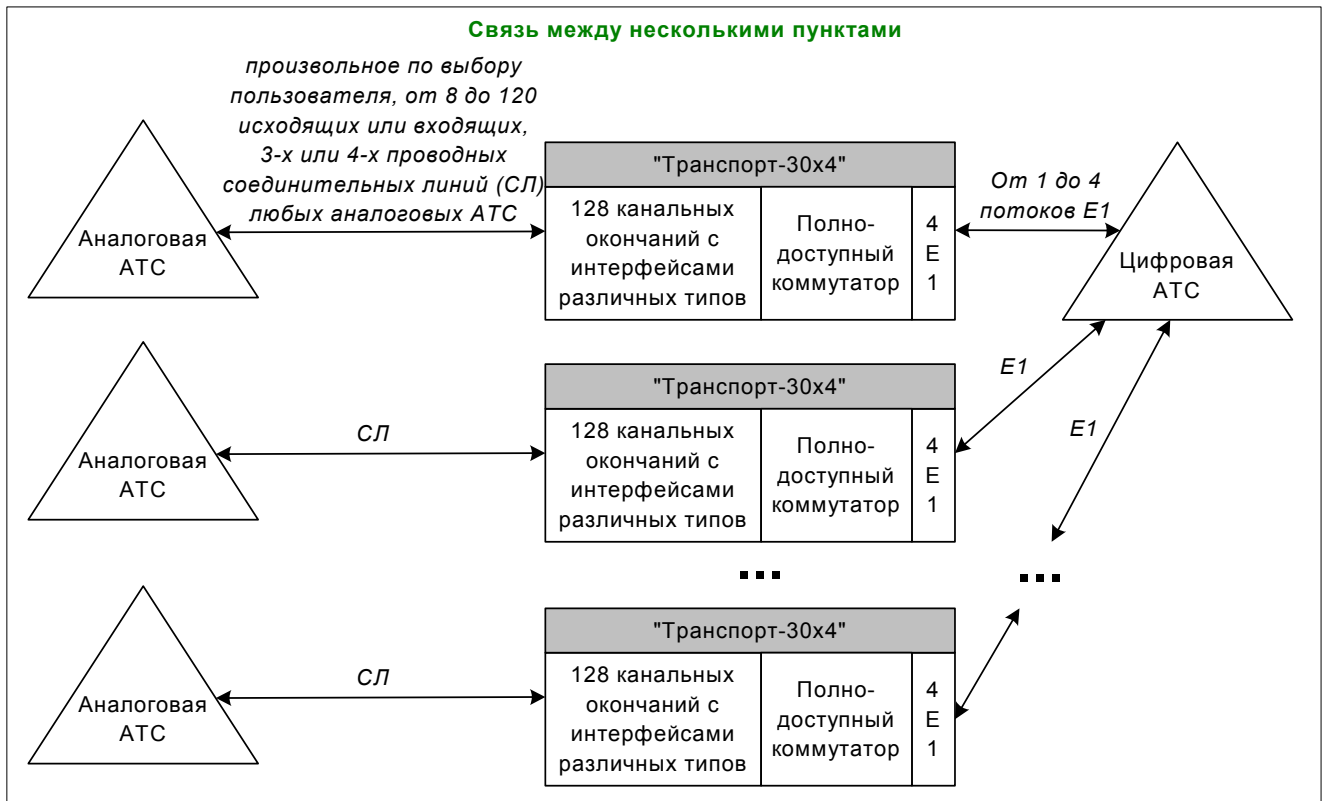 Связь между несколькими пунктами
произвольное по выбору
пользователя, от 8 до 120
исходящих или входящих,
3-х или 4-х проводных
соединительных линий (СЛ)
любых аналоговых АТС
Аналоговая
АТС
"Транспорт-30х4"
128 канальных
окончаний с
интерфейсами
различных типов
Полно-
доступный
коммутатор
4
Е
1
От 1 до 4
потоков Е1
Цифровая
АТС
Аналоговая
АТС
СЛ
"Транспорт-30х4"
128 канальных
окончаний с
интерфейсами
различных типов
Полно-
доступный
коммутатор
4
Е
1
Е1
Е1
...
...
Аналоговая
АТС
СЛ
"Транспорт-30х4"
128 канальных
окончаний с
интерфейсами
различных типов
Полно-
доступный
коммутатор
4
Е
1